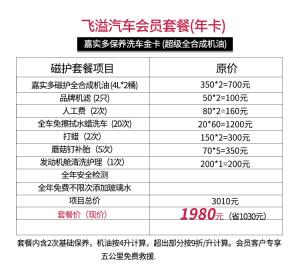 飞溢汽车会员套餐(年卡)
嘉实多保养洗车金卡 (超级全合成机油)
磁护套餐项目 原价
嘉实多磁护全合成机油 (4L*2桶) 350*2=700元
品牌机滤 (2只) 50*2=100元
人工费 (2次) 80*2=160元
全年免擦拭水蜡洗车 (20次) 20*60=1200元
打蜡 (2次) 150*2=300元
蘑菇钉补胎 (5次) 70*5=350元
发动机舱清洗护理 (1次) 200*1=200元
全年安全检测
全年免费不限次添加玻璃水
项目总价 3010元
套餐价 (现价) 1980元 (省1030元)
套餐内含2次基础保养，机油按4升计算，超出部分按9折/升计算。会员客户专享
五公里免费救援.